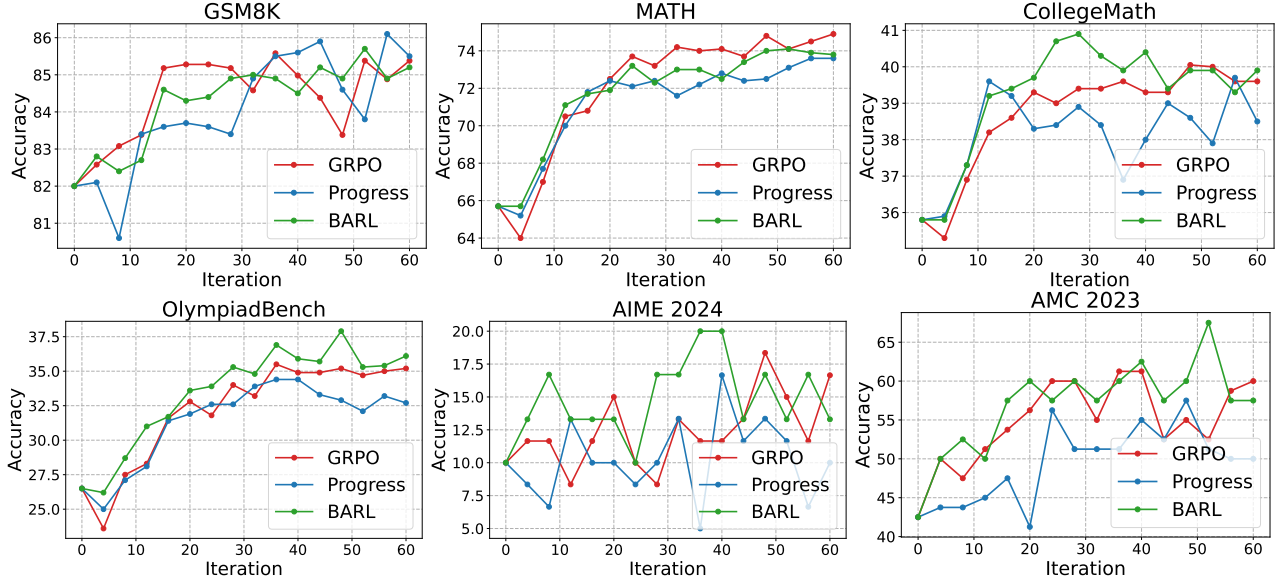 GSM8K
86
85
84
83
82
81
Accuracy
GRPO
Progress
BARL
0 10 20 30 40 50 60
Iteration
MATH
74
72
70
68
66
64
Accuracy
GRPO
Progress
BARL
0 10 20 30 40 50 60
Iteration
CollegeMath
41
40
39
38
37
36
Accuracy
GRPO
Progress
BARL
0 10 20 30 40 50 60
Iteration
OlympiadBench
37.5
35.0
32.5
30.0
27.5
25.0
Accuracy
GRPO
Progress
BARL
0 10 20 30 40 50 60
Iteration
AIME 2024
20.0
17.5
15.0
12.5
10.0
7.5
5.0
Accuracy
GRPO
Progress
BARL
0 10 20 30 40 50 60
Iteration
AMC 2023
65
60
55
50
45
40
Accuracy
GRPO
Progress
BARL
0 10 20 30 40 50 60
Iteration